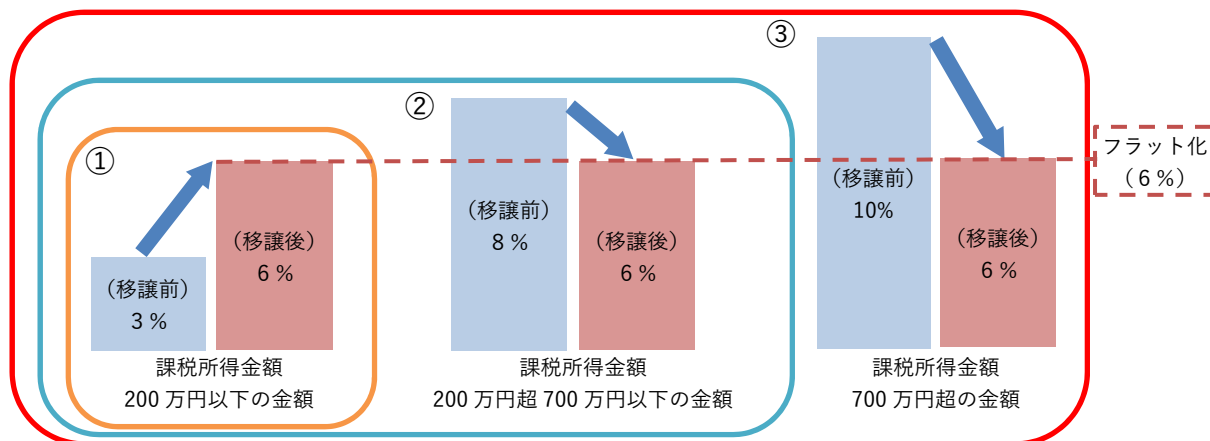 ①
(移譲前)
3％
(移譲後)
6％
課税所得金額
200 万円以下の金額
②
(移譲前)
8％
(移譲後)
6％
課税所得金額
200 万円超 700 万円以下の金額
③
(移譲前)
10%
(移譲後)
6％
課税所得金額
700 万円超の金額
フラット化
（6％）